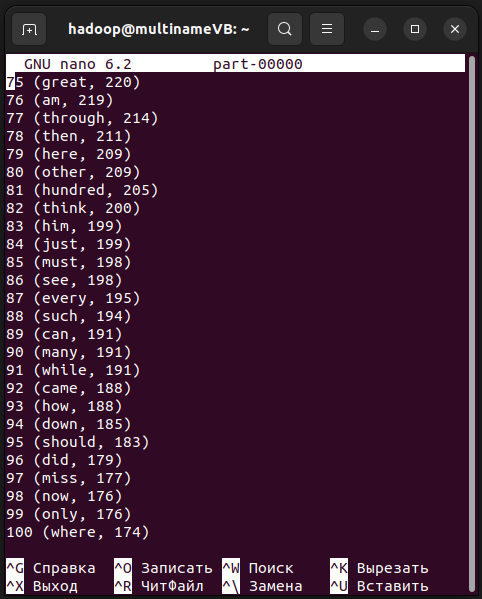 hadoop@multinameVB: ~
GNU nano 6.2 part-00000
75 (great, 220)
76 (am, 219)
77 (through, 214)
78 (then, 211)
79 (here, 209)
80 (other, 209)
81 (hundred, 205)
82 (think, 200)
83 (him, 199)
84 (just, 199)
85 (must, 198)
86 (see, 198)
87 (every, 195)
88 (such, 194)
89 (can, 191)
90 (many, 191)
91 (while, 191)
92 (came, 188)
93 (how, 188)
94 (down, 185)
95 (should, 183)
96 (did, 179)
97 (miss, 177)
98 (now, 176)
99 (only, 176)
100 (where, 174)
^G Справка ^O Записать ^W Поиск ^K Вырезать
^X Выход ^R ЧитФайл ^\ Замена ^U Вставить